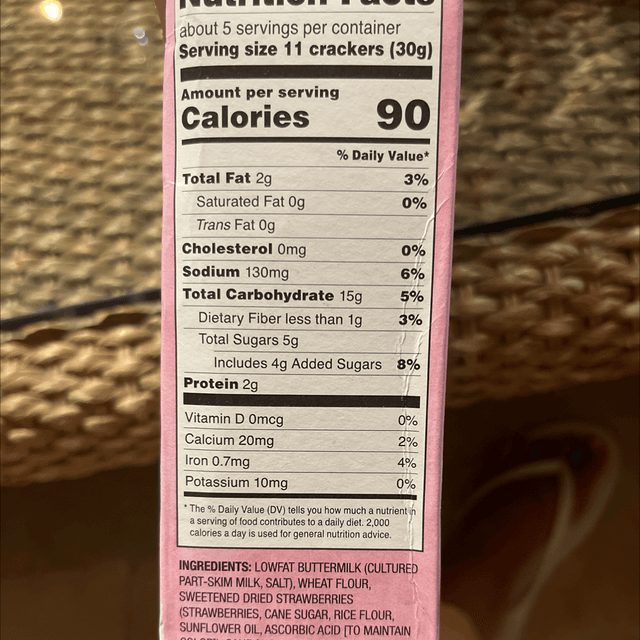 Nutrition Facts
about 5 servings per container
Serving size 11 crackers (30g)
Amount per serving
Calories 90
% Daily Value*
Total Fat 2g 3%
Saturated Fat 0g 0%
Trans Fat 0g
Cholesterol 0mg 0%
Sodium 130mg 6%
Total Carbohydrate 15g 5%
Dietary Fiber less than 1g 3%
Total Sugars 5g
Includes 4g Added Sugars 8%
Protein 2g
Vitamin D 0mcg 0%
Calcium 20mg 2%
Iron 0.7mg 4%
Potassium 10mg 0%
* The % Daily Value (DV) tells you how much a nutrient in
a serving of food contributes to a daily diet. 2,000
calories a day is used for general nutrition advice.
INGREDIENTS: LOWFAT BUTTERMILK (CULTURED
PART-SKIM MILK, SALT), WHEAT FLOUR,
SWEETENED DRIED STRAWBERRIES
(STRAWBERRIES, CANE SUGAR, RICE FLOUR,
SUNFLOWER OIL, ASCORBIC ACID [TO MAINTAIN